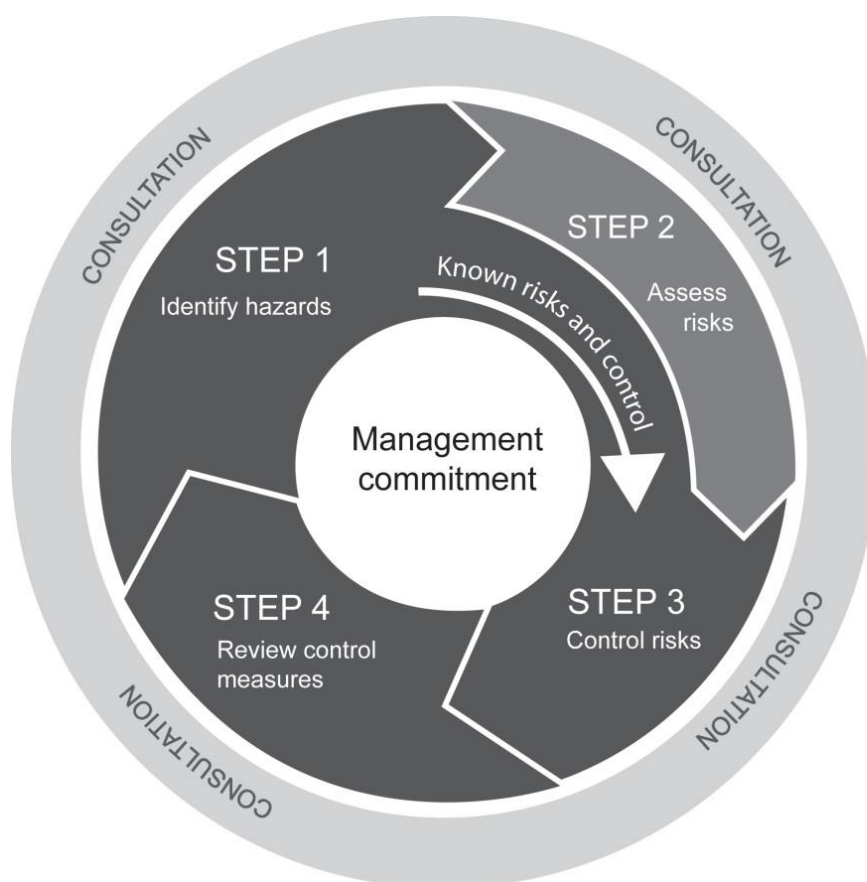 CONSULTATION
CONSULTATION
STEP 1
Identify hazards
STEP 2
Assess
risks
Known risks and control
Management
commitment
STEP 3
Control risks
STEP 4
Review control
measures
CONSULTATION
CONSULTATION